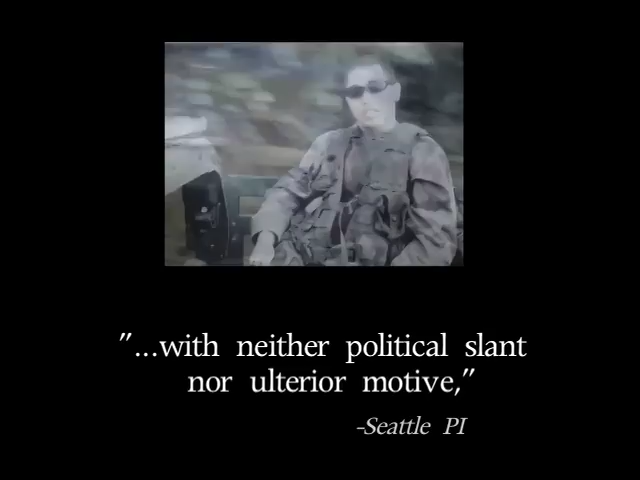 "...with neither political slant
nor ulterior motive,"
-Seattle PI